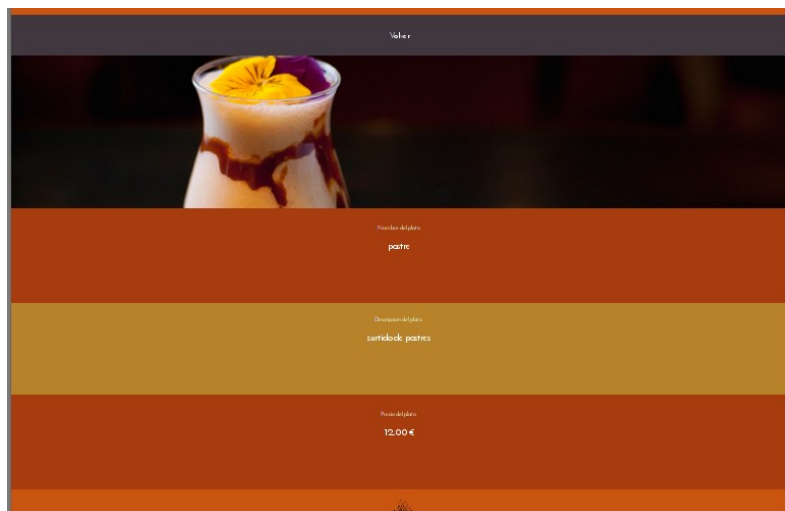 Volver
Nombre del plato
postre
Descripcion del plato
surtido de postres
Precio del plato
12.00 €